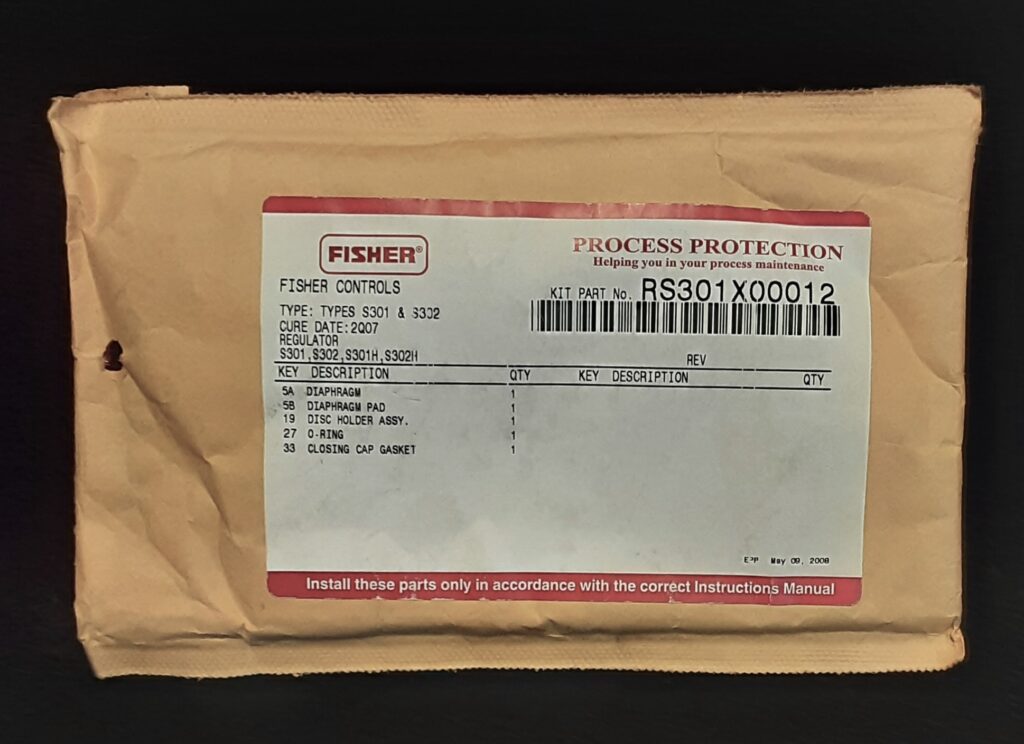 FISHER®
PROCESS PROTECTION
Helping you in your process maintenance
FISHER CONTROLS
KIT PART No. RS301X00012
TYPE: TYPES S301 & S302
CURE DATE:2Q07
REGULATOR
S301,S302,S301H,S302H
REV
KEY DESCRIPTION QTY KEY DESCRIPTION QTY
5A DIAPHRAGM 1
5B DIAPHRAGM PAD 1
19 DISC HOLDER ASSY. 1
27 O-RING 1
33 CLOSING CAP GASKET 1
May 09, 2008
Install these parts only in accordance with the correct Instructions Manual